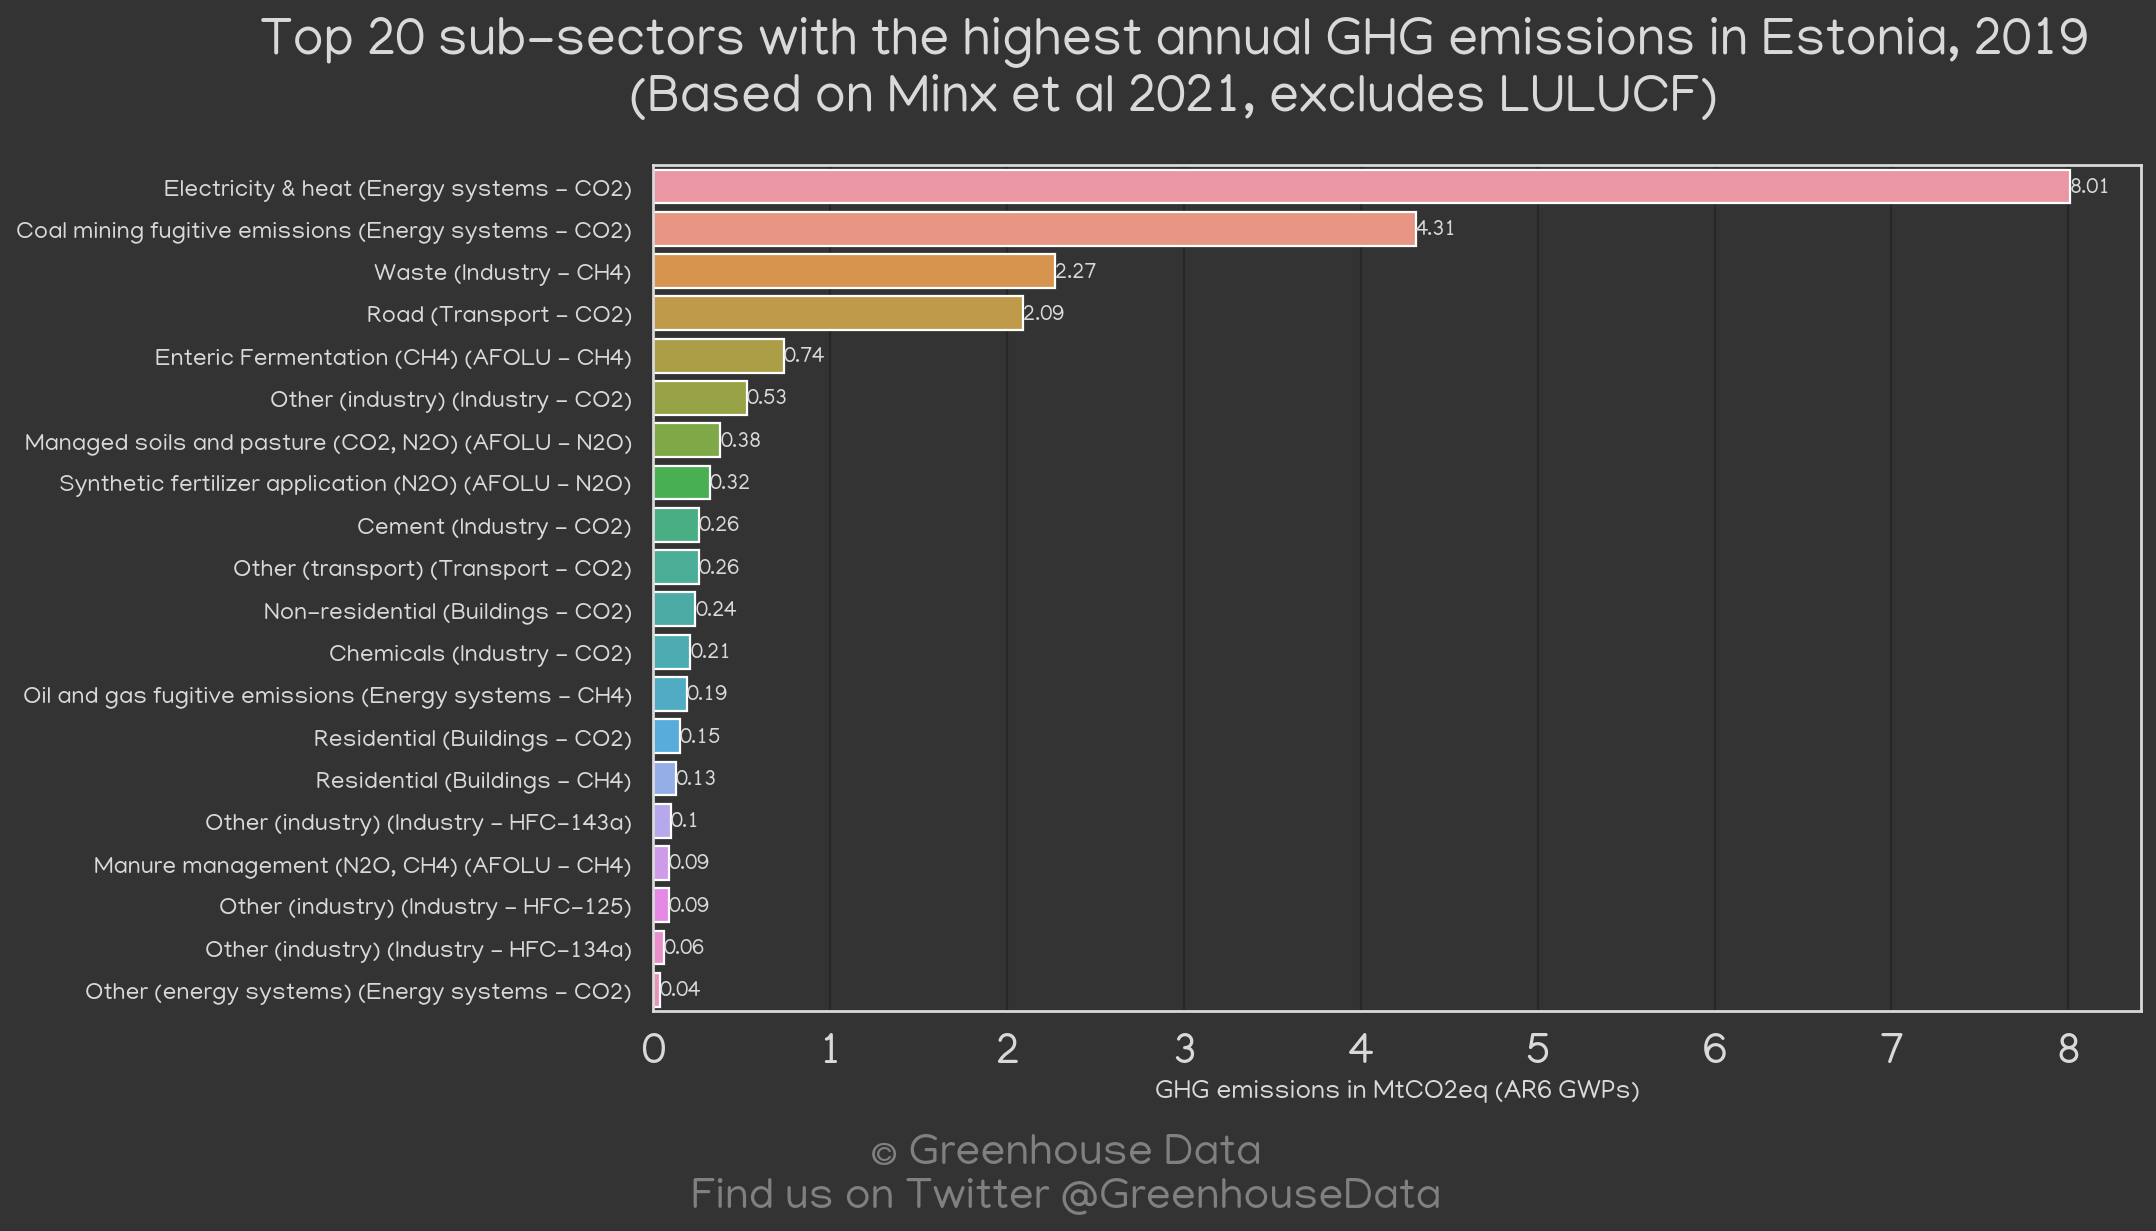 Top 20 sub-sectors with the highest annual GHG emissions in Estonia, 2019
(Based on Minx et al 2021, excludes LULUCF)
Electricity & heat (Energy systems - CO2) 8.01
Coal mining fugitive emissions (Energy systems - CO2) 4.31
Waste (Industry - CH4) 2.27
Road (Transport - CO2) 2.09
Enteric Fermentation (CH4) (AFOLU - CH4) 0.74
Other (industry) (Industry - CO2) 0.53
Managed soils and pasture (CO2, N2O) (AFOLU - N2O) 0.38
Synthetic fertilizer application (N2O) (AFOLU - N2O) 0.32
Cement (Industry - CO2) 0.26
Other (transport) (Transport - CO2) 0.26
Non-residential (Buildings - CO2) 0.24
Chemicals (Industry - CO2) 0.21
Oil and gas fugitive emissions (Energy systems - CH4) 0.19
Residential (Buildings - CO2) 0.15
Residential (Buildings - CH4) 0.13
Other (industry) (Industry - HFC-143a) 0.1
Manure management (N2O, CH4) (AFOLU - CH4) 0.09
Other (industry) (Industry - HFC-125) 0.09
Other (industry) (Industry - HFC-134a) 0.06
Other (energy systems) (Energy systems - CO2) 0.04
0 1 2 3 4 5 6 7 8
GHG emissions in MtCO2eq (AR6 GWPs)
© Greenhouse Data
Find us on Twitter @GreenhouseData